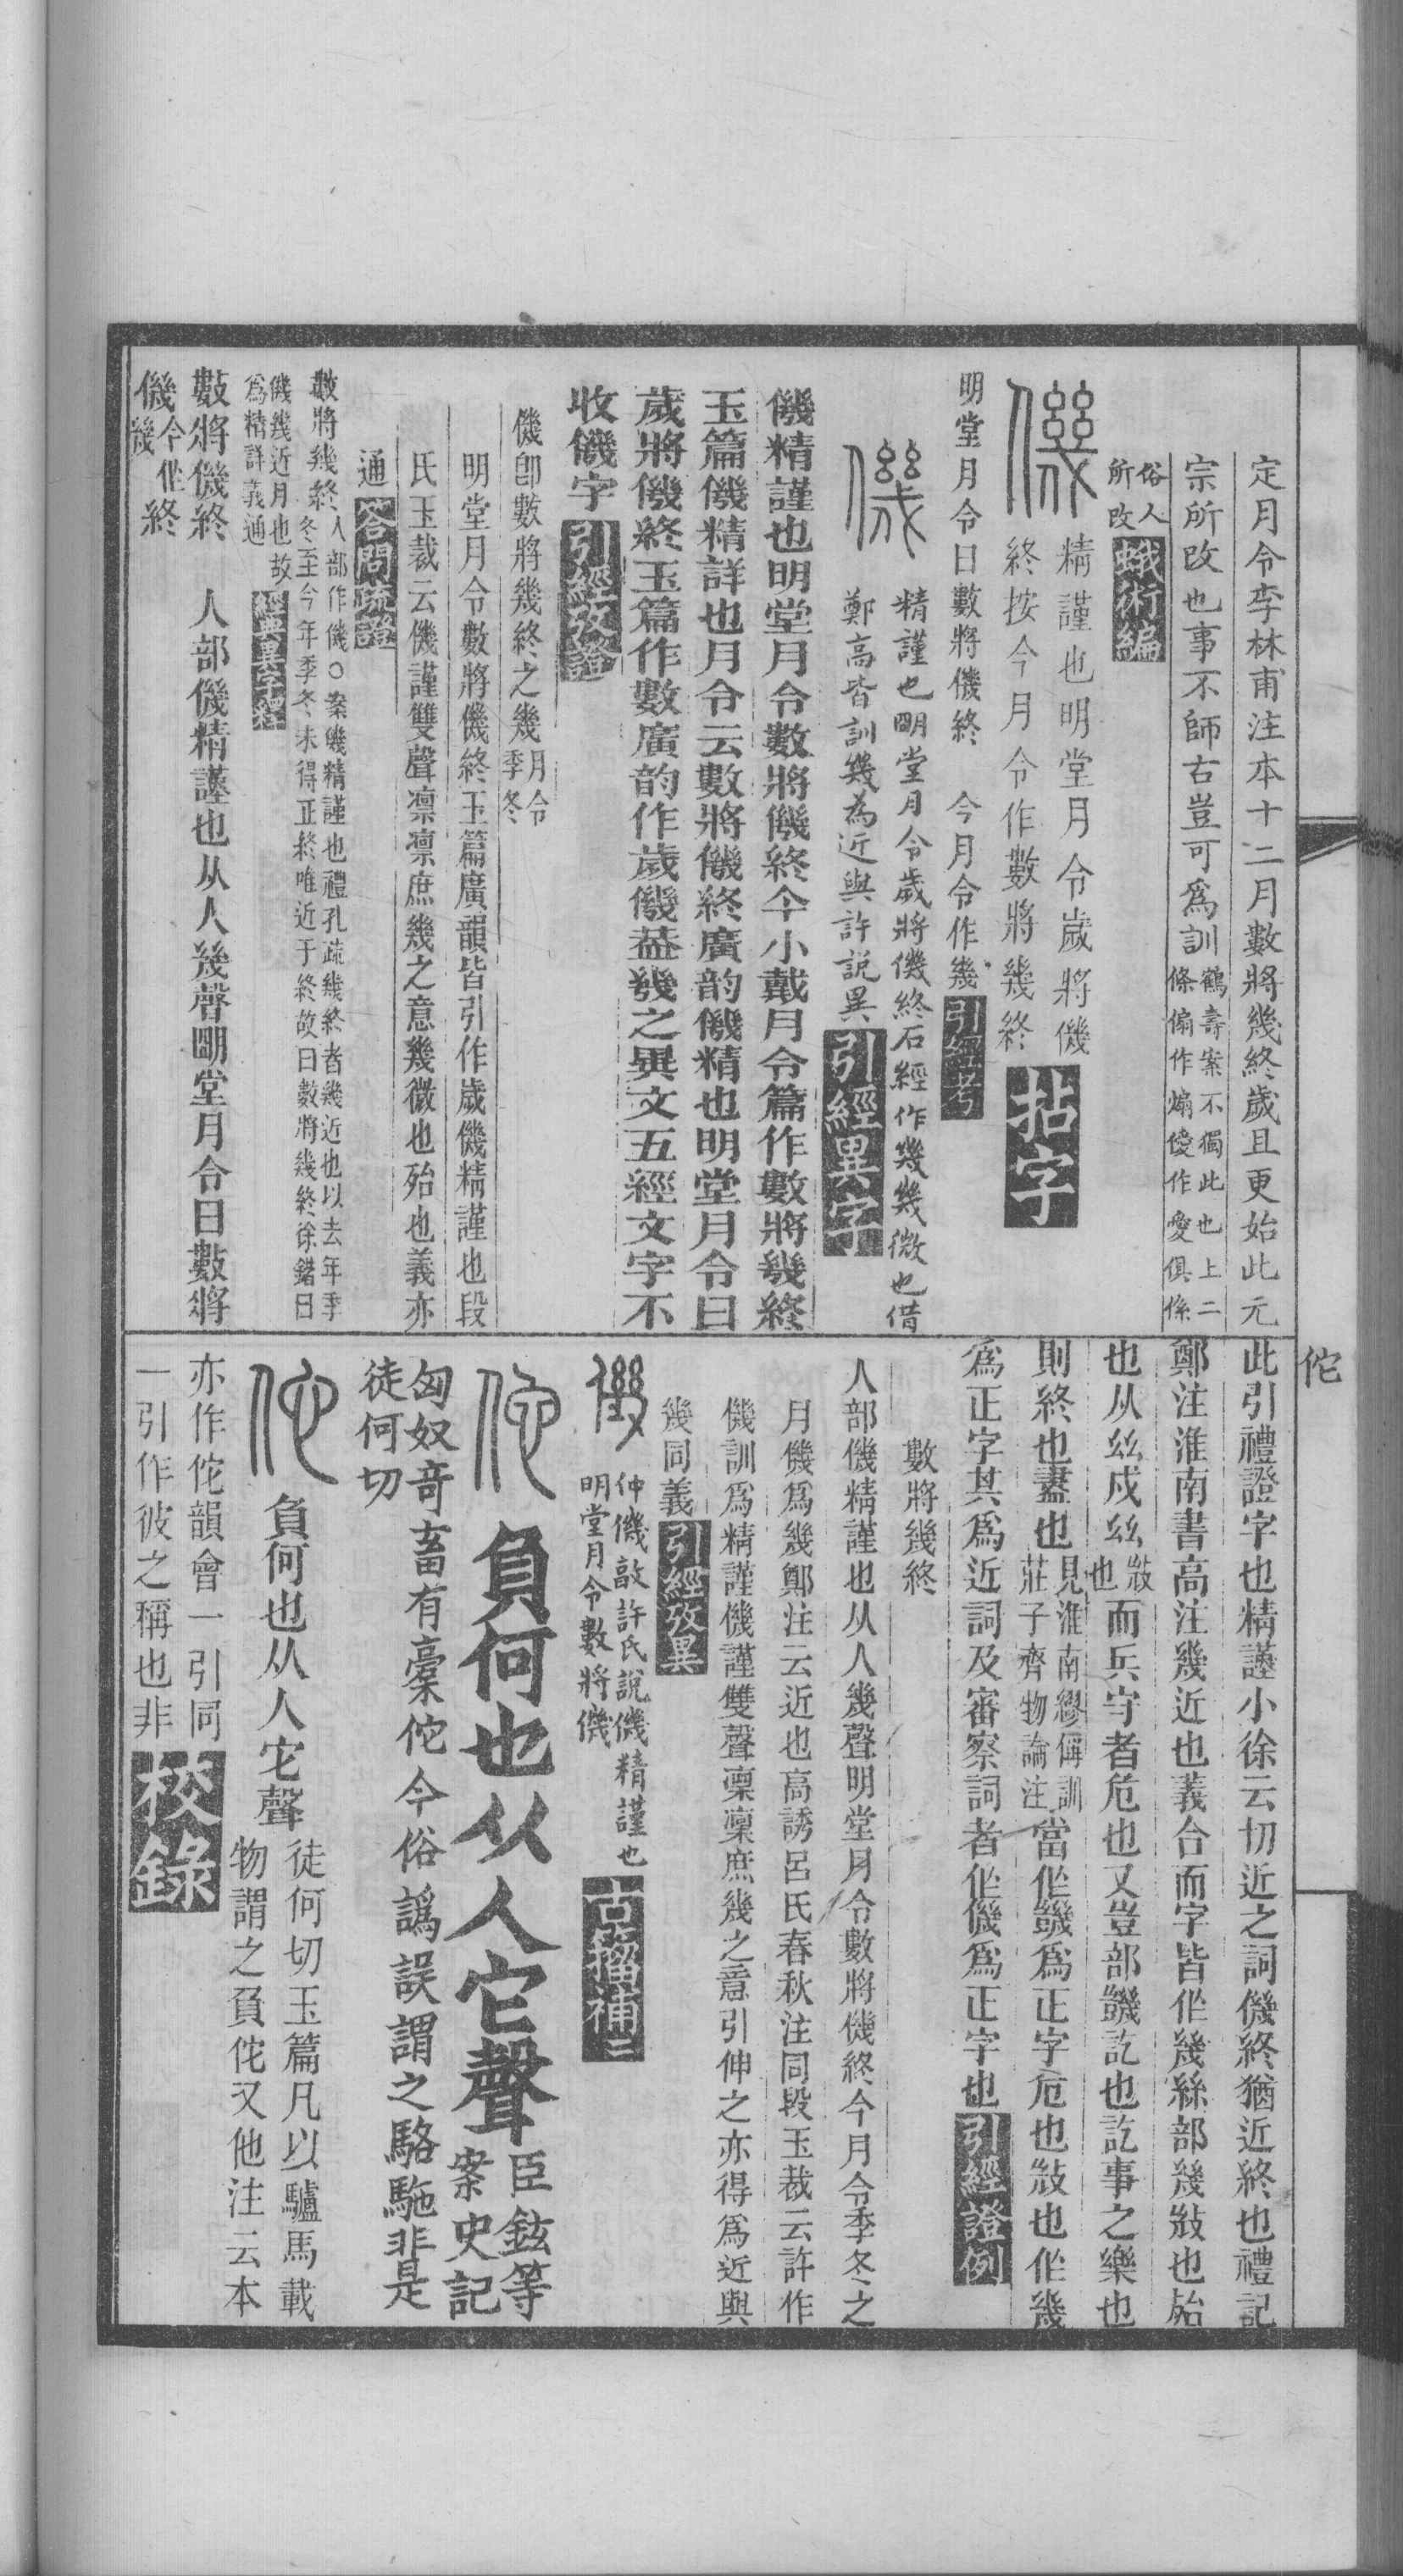 定月令李林甫注本十二月數將幾終歲且更始此元
宗所改也事不師古豈可爲訓鶴壽案不獨此也上二條㒆作煽僾作愛俱係
俗人所改蛾術編
僟精謹也明堂月令歲將僟
終按今月令作數將幾終拈字
明堂月令曰數將僟終 今月令作幾引經考
僟精謹也明堂月令歲將僟終石經作幾幾微也借
鄭高皆訓幾為近與許說異引經異字
僟精謹也明堂月令數將僟終仐小戴月令篇作數將幾終
玉篇僟精詳也月令云數將僟終廣韵僟精也明堂月令曰
歲將僟終玉篇作數廣韵作歲僟葢幾之異文五經文字不
收僟字引經攷證
僟卽數將幾終之幾月令季冬
明堂月令數將僟終玉篇廣韻皆引作歲僟精謹也段
氏玉裁云僟謹雙聲凛凛庶幾之意幾微也殆也義亦
通答問疏證
數將幾終人部作僟○案僟精謹也禮孔疏幾終者幾近也以去年季
冬至今年季冬未得正終唯近于終故曰數將幾終徐鍇曰
僟幾近月也故
爲精詳義通經典異字釋
數將僟終 人部僟精謹也从人幾聲明堂月令曰數將
僟今作幾終
此引禮證字也精謹小徐云切近之詞僟終猶近終也禮記
鄭注淮南書高注幾近也義合而字皆作幾絲部幾𢼸也殆
也从𢆶戍𢆶𢼸也而兵守者危也又豈部𧯦訖也訖事之樂也
則終也盡也見淮南繆偁訓莊子齊物論注當作𧯦爲正字危也𢼸也作幾
爲正字其爲近詞及審察詞者作僟爲正字也引經證例
數將幾終
人部僟精謹也从人幾聲明堂月令數將僟終今月令季冬之
月僟爲幾鄭注云近也高誘呂氏春秋注同段玉裁云許作
僟訓爲精謹僟謹雙聲凛凛庶幾之意引伸之亦得爲近與
幾同義引經攷異
僟仲僟敦許氏說僟精謹也
明堂月令數將僟古籀補二
佗負何也从人它聲臣鉉等案史記
匈奴奇畜有橐佗今俗譌誤謂之駱駞非是
徒何切
佗負何也从人它聲徒何切玉篇凡以驢馬載
物謂之負佗又他注云本
亦作佗韻會一引同
一引作彼之稱也非校錄
佗